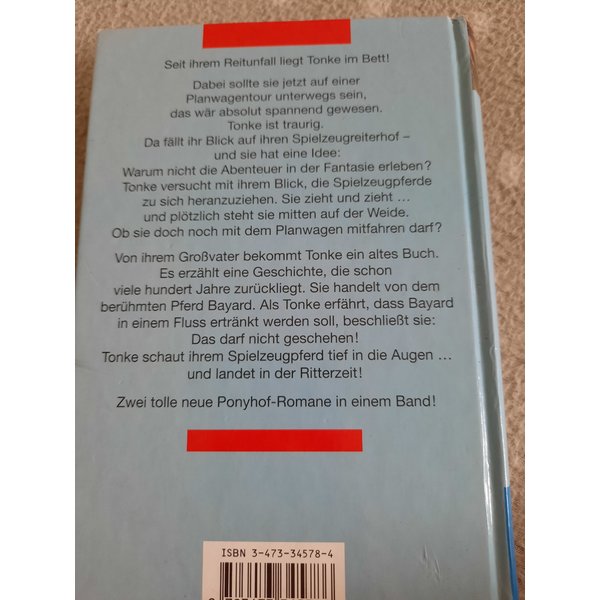 Seit ihrem Reitunfall liegt Tonke im Bett!
Dabei sollte sie jetzt auf einer
Planwagentour unterwegs sein,
das wär absolut spannend gewesen.
Tonke ist traurig.
Da fällt ihr Blick auf ihren Spielzeugreiterhof –
und sie hat eine Idee:
Warum nicht die Abenteuer in der Fantasie erleben?
Tonke versucht mit ihrem Blick, die Spielzeugpferde
zu sich heranzuziehen. Sie zieht und zieht ...
und plötzlich steht sie mitten auf der Weide.
Ob sie doch noch mit dem Planwagen mitfahren darf?
Von ihrem Großvater bekommt Tonke ein altes Buch.
Es erzählt eine Geschichte, die schon
viele hundert Jahre zurückliegt. Sie handelt von dem
berühmten Pferd Bayard. Als Tonke erfährt, dass Bayard
in einem Fluss ertränkt werden soll, beschließt sie:
Das darf nicht geschehen!
Tonke schaut ihrem Spielzeugpferd tief in die Augen ...
und landet in der Ritterzeit!
Zwei tolle neue Ponyhof-Romane in einem Band!
ISBN 3-473-34578-4